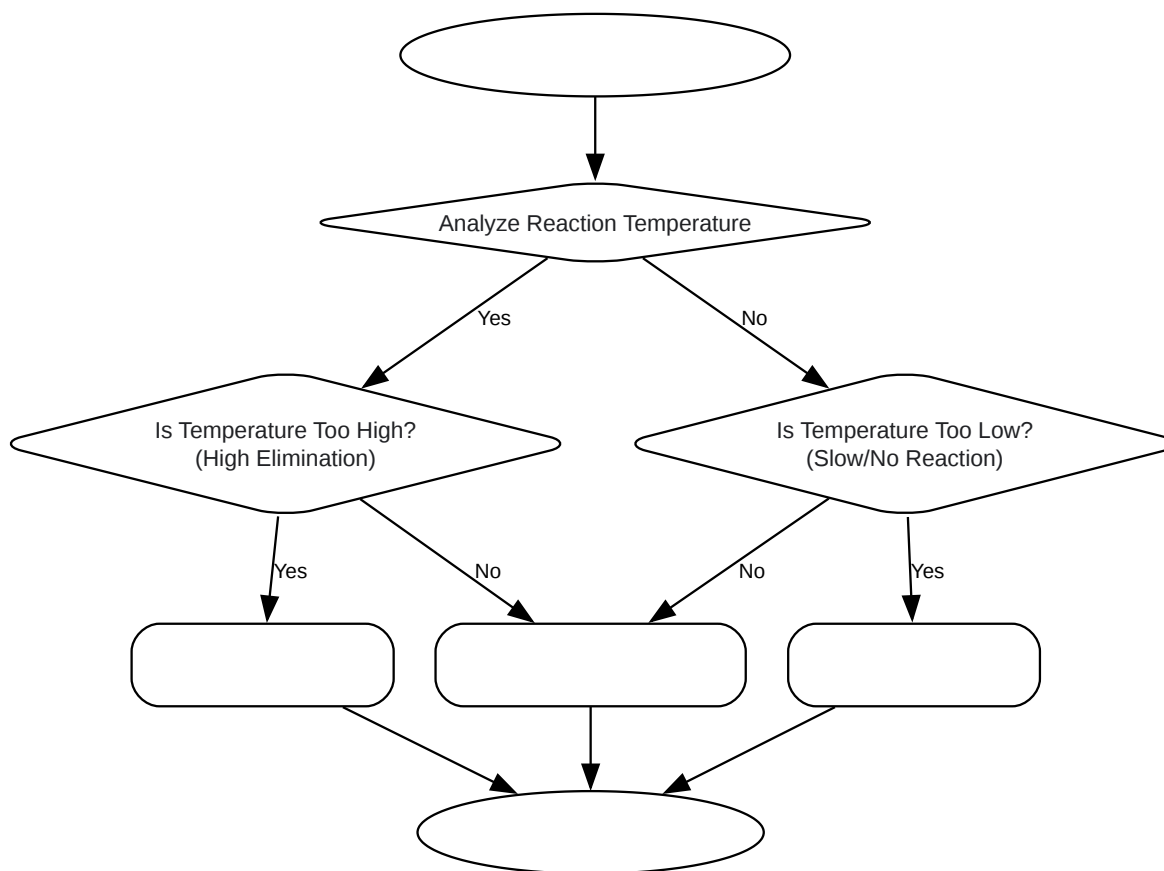 Analyze Reaction Temperature
Yes
No
Is Temperature Too High?
(High Elimination)
Is Temperature Too Low?
(Slow/No Reaction)
Yes
No
No
Yes